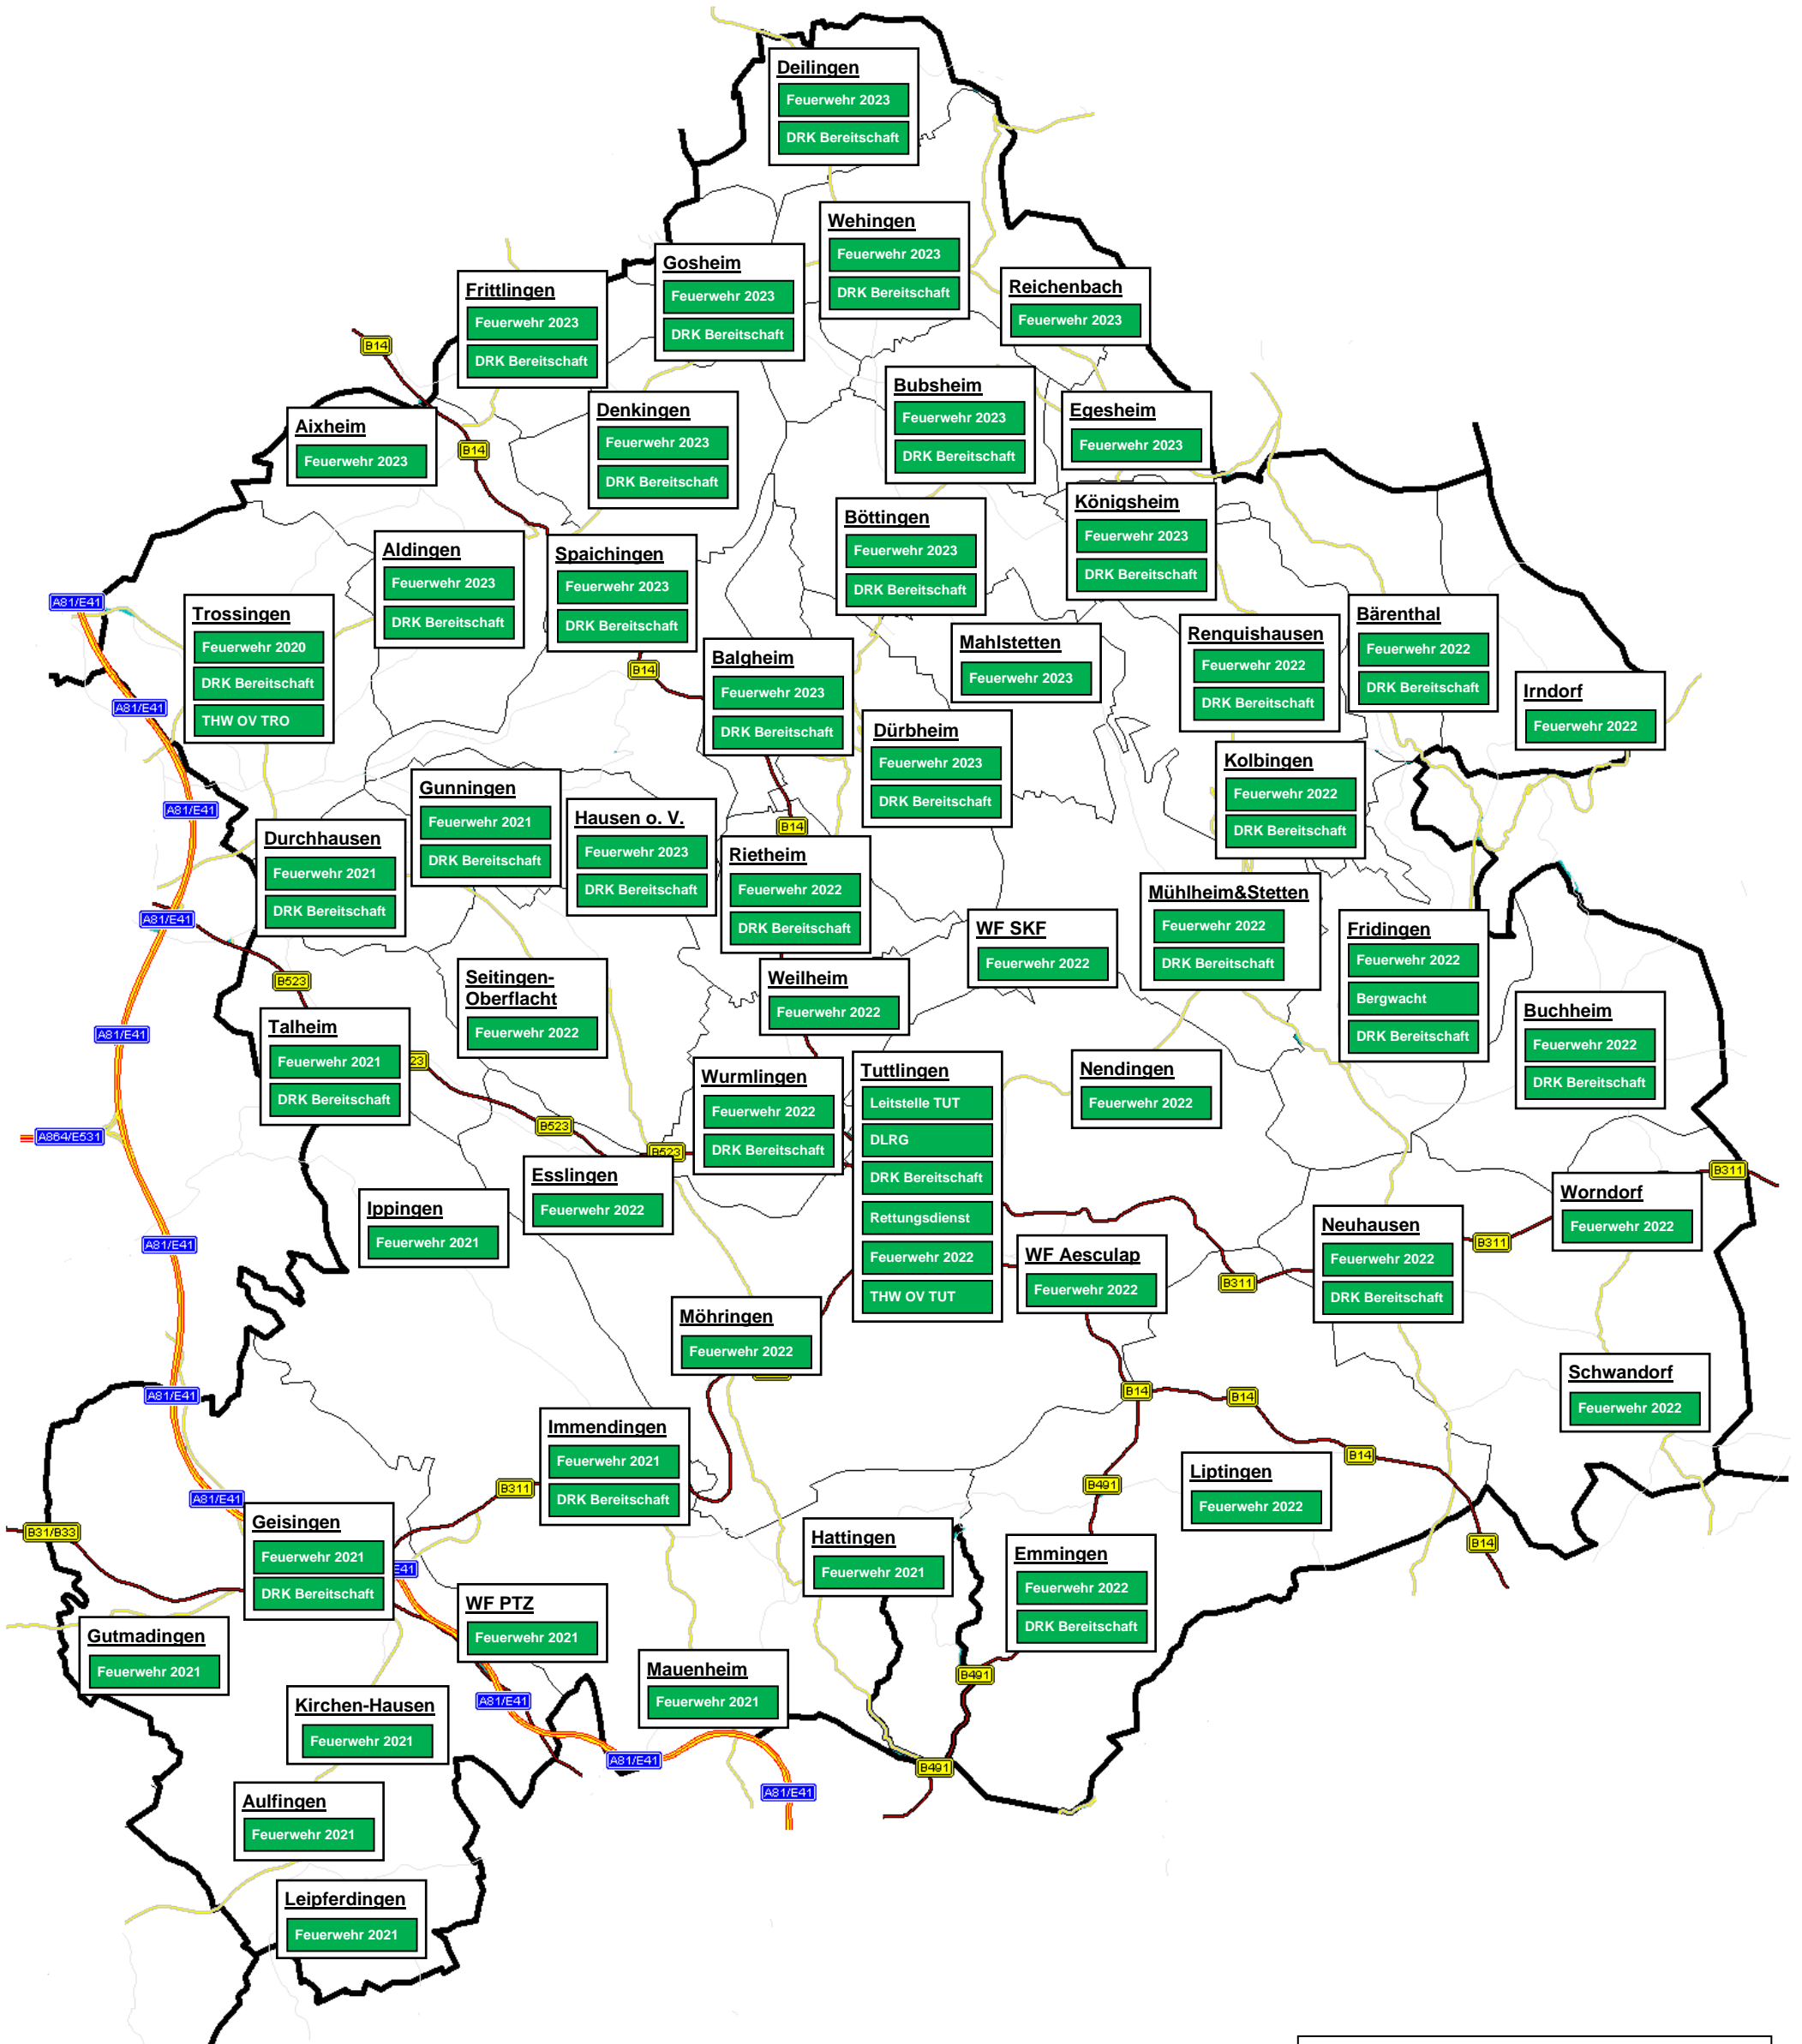 Deilingen
Feuerwehr 2023
DRK Bereitschaft
Wehingen
Feuerwehr 2023
DRK Bereitschaft
Gosheim
Feuerwehr 2023
DRK Bereitschaft
Reichenbach
Feuerwehr 2023
Frittlingen
Feuerwehr 2023
DRK Bereitschaft
B14
Bubsheim
Feuerwehr 2023
DRK Bereitschaft
Denkingen
Feuerwehr 2023
DRK Bereitschaft
Egesheim
Feuerwehr 2023
Aixheim
Feuerwehr 2023
B14
Königsheim
Feuerwehr 2023
DRK Bereitschaft
Böttingen
Feuerwehr 2023
DRK Bereitschaft
Aldingen
Feuerwehr 2023
DRK Bereitschaft
Spaichingen
Feuerwehr 2023
DRK Bereitschaft
A81/E41
Trossingen
Feuerwehr 2020
DRK Bereitschaft
THW OV TRO
Bärenthal
Feuerwehr 2022
DRK Bereitschaft
Renquishausen
Feuerwehr 2022
DRK Bereitschaft
Mahlstetten
Feuerwehr 2023
B14
Balgheim
Feuerwehr 2023
DRK Bereitschaft
Irndorf
Feuerwehr 2022
A81/E41
Dürbheim
Feuerwehr 2023
DRK Bereitschaft
Kolbingen
Feuerwehr 2022
DRK Bereitschaft
Gunningen
Feuerwehr 2021
DRK Bereitschaft
A81/E41
Hausen o. V.
Feuerwehr 2023
DRK Bereitschaft
B14
Durchhausen
Feuerwehr 2021
DRK Bereitschaft
Rietheim
Feuerwehr 2022
DRK Bereitschaft
Mühlheim&Stetten
Feuerwehr 2022
DRK Bereitschaft
A81/E41
WF SKF
Feuerwehr 2022
Fridingen
Feuerwehr 2022
Bergwacht
DRK Bereitschaft
Seitingen-
Oberflacht
Feuerwehr 2022
Weilheim
Feuerwehr 2022
B523
Buchheim
Feuerwehr 2022
DRK Bereitschaft
Talheim
Feuerwehr 2021
DRK Bereitschaft
A81/E41
23
Wurmlingen
Feuerwehr 2022
DRK Bereitschaft
Tuttlingen
Leitstelle TUT
DLRG
DRK Bereitschaft
Rettungsdienst
Feuerwehr 2022
THW OV TUT
Nendingen
Feuerwehr 2022
B523
A864/E531
B523
Esslingen
Feuerwehr 2022
B311
Worndorf
Feuerwehr 2022
Ippingen
Feuerwehr 2021
Neuhausen
Feuerwehr 2022
DRK Bereitschaft
B311
A81/E41
WF Aesculap
Feuerwehr 2022
B311
Möhringen
Feuerwehr 2022
Schwandorf
Feuerwehr 2022
A81/E41
B14
B14
Immendingen
Feuerwehr 2021
DRK Bereitschaft
B14
Liptingen
Feuerwehr 2022
B311
B491
A81/E41
Geisingen
Feuerwehr 2021
DRK Bereitschaft
B31/B33
Hattingen
Feuerwehr 2021
Emmingen
Feuerwehr 2022
DRK Bereitschaft
B14
E41
WF PTZ
Feuerwehr 2021
Gutmadingen
Feuerwehr 2021
Mauenheim
Feuerwehr 2021
B491
Kirchen-Hausen
Feuerwehr 2021
A81/E41
A81/E41
B491
A81/E41
Aulfingen
Feuerwehr 2021
Leipferdingen
Feuerwehr 2021